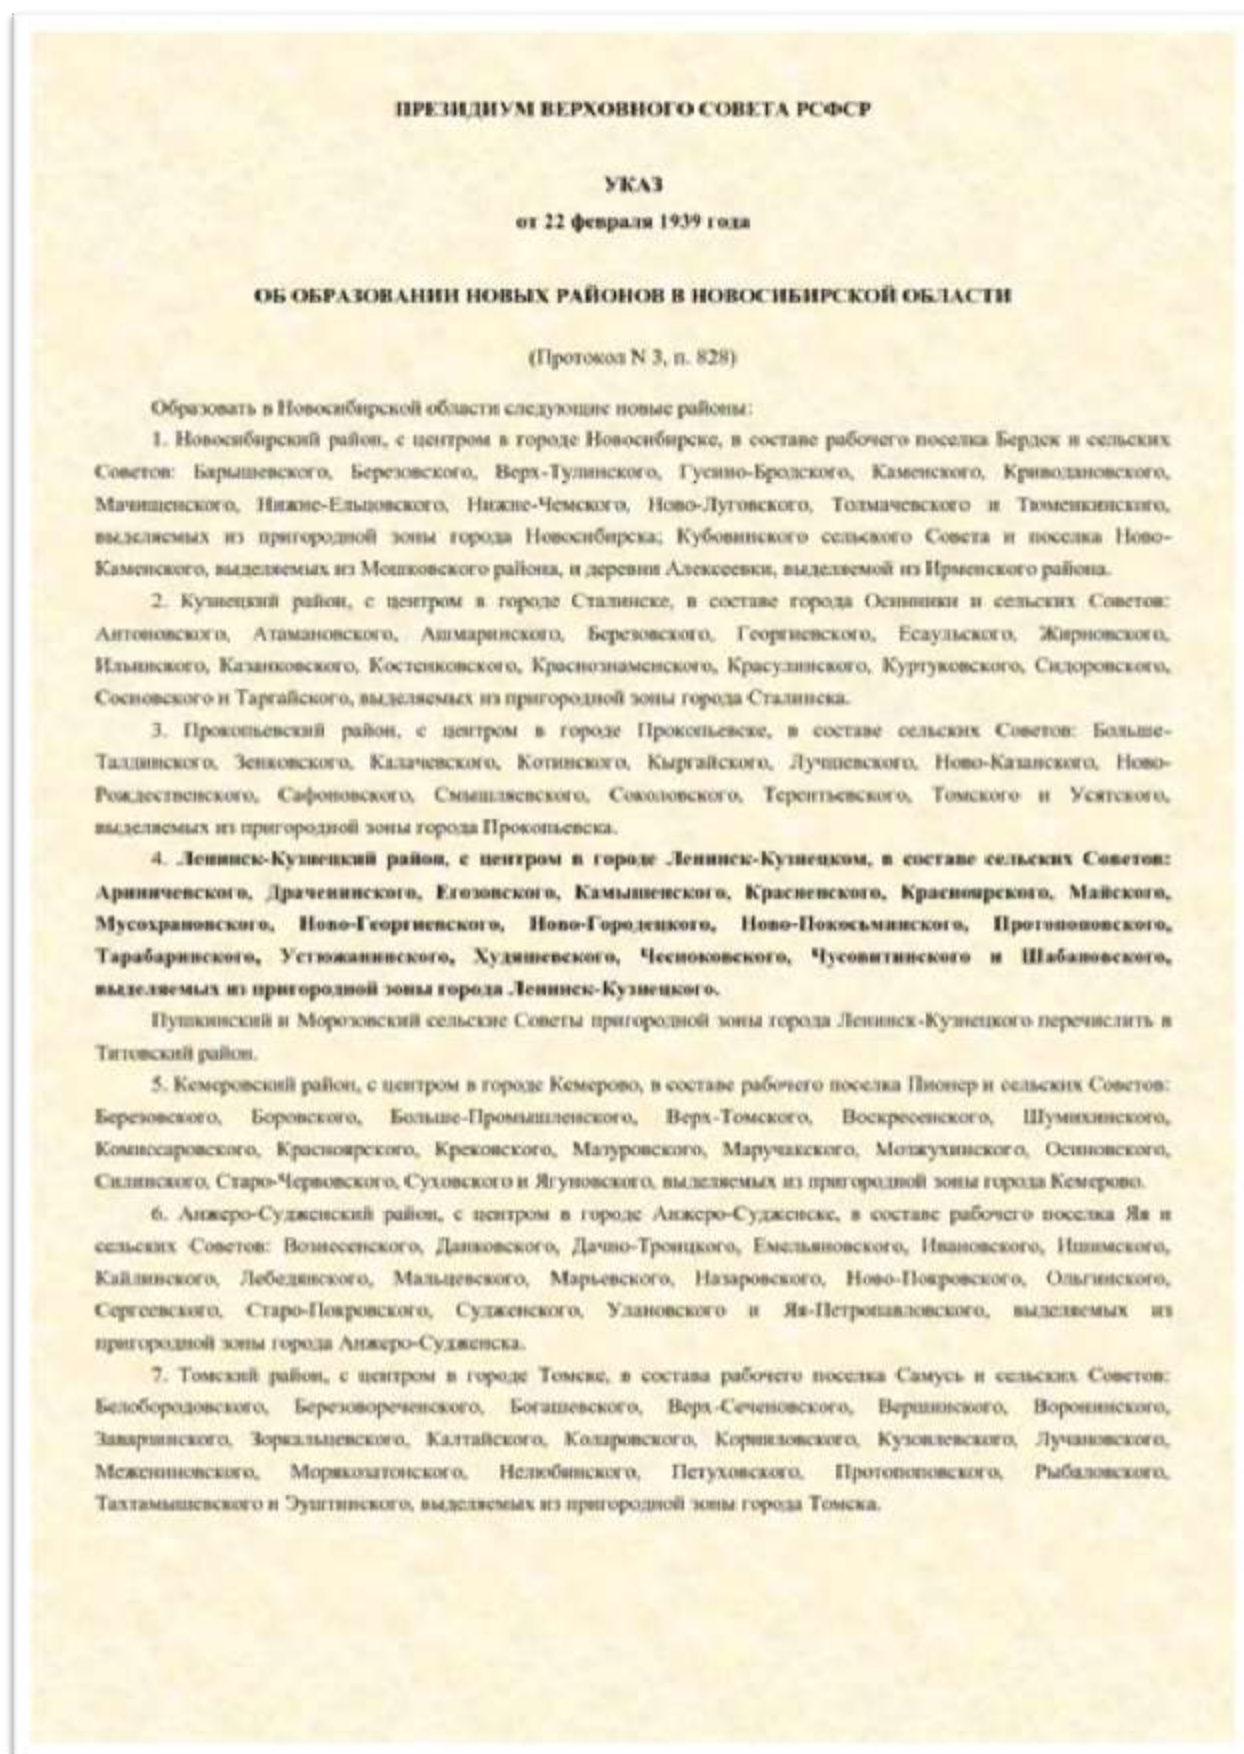 ПРЕЗИДИУМ ВЕРХОВНОГО СОВЕТА РСФСР
УКАЗ
от 22 февраля 1939 года
ОБ ОБРАЗОВАНИИ НОВЫХ РАЙОНОВ В НОВОСИБИРСКОЙ ОБЛАСТИ
(Протокол N 3, п. 828)
Образовать в Новосибирской области следующие новые районы:
1. Новосибирский район, с центром в городе Новосибирске, в составе рабочего поселка Бердск и сельских
Советов: Барышевского, Березовского, Верх-Тулинского, Гусино-Бродского, Каменского, Криводановского,
Мачищенского, Нижне-Ельцовского, Нижне-Чемского, Ново-Луговского, Толмачевского и Тюменкинского,
выделяемых из пригородной зоны города Новосибирска; Кубовинского сельского Совета и поселка Ново-
Каменского, выделяемых из Мошковского района, и деревни Алексеевки, выделяемой из Ирменского района.
2. Кузнецкий район, с центром в городе Сталинске, в составе города Осинники и сельских Советов:
Антоновского, Атамановского, Ашмаринского, Березовского, Георгиевского, Есаульского, Жирновского,
Ильинского, Казанковского, Костенковского, Краснознаменского, Красулинского, Куртуковского, Сидоровского,
Сосновского и Таргайского, выделяемых из пригородной зоны города Сталинска.
3. Прокопьевский район, с центром в городе Прокопьевске, в составе сельских Советов: Больше-
Талдинского, Зенковского, Калачевского, Котинского, Кыргайского, Лучшевского, Ново-Казанского, Ново-
Рождественского, Сафоновского, Смышляевского, Соколовского, Терентьевского, Томского и Усятского,
выделяемых из пригородной зоны города Прокопьевска.
4. Ленинск-Кузнецкий район, с центром в городе Ленинск-Кузнецком, в составе сельских Советов:
Ариничевского, Драченинского, Егозовского, Камышенского, Красненского, Красноярского, Майского,
Мусохрановского, Ново-Георгиевского, Ново-Городецкого, Ново-Покосьминского, Протопоповского,
Тарабаринского, Устюжанинского, Худяшевского, Чесноковского, Чусовитинского и Шабановского,
выделяемых из пригородной зоны города Ленинск-Кузнецкого.
Пушкинский и Морозовский сельские Советы пригородной зоны города Ленинск-Кузнецкого перечислить в
Титовский район.
5. Кемеровский район, с центром в городе Кемерово, в составе рабочего поселка Пионер и сельских Советов:
Березовского, Боровского, Больше-Промышленского, Верх-Томского, Воскресенского, Шумихинского,
Комиссаровского, Красноярского, Крековского, Мазуровского, Маручакского, Мозжухинского, Осиновского,
Силинского, Старо-Червовского, Суховского и Ягуновского, выделяемых из пригородной зоны города Кемерово.
6. Анжеро-Судженский район, с центром в городе Анжеро-Судженске, в составе рабочего поселка Яя и
сельских Советов: Вознесенского, Данковского, Дачно-Троицкого, Емельяновского, Ивановского, Ишимского,
Кайлинского, Лебедянского, Мальцевского, Марьевского, Назаровского, Ново-Покровского, Ольгинского,
Сергеевского, Старо-Покровского, Судженского, Улановского и Яя-Петропавловского, выделяемых из
пригородной зоны города Анжеро-Судженска.
7. Томский район, с центром в городе Томске, в состава рабочего поселка Самусь и сельских Советов:
Белобородовского, Березовореченского, Богашевского, Верх-Сеченовского, Вершининского, Воронинского,
Заварзинского, Зоркальцевского, Калтайского, Коларовского, Корниловского, Кузовлевского, Лучановского,
Межениновского, Моряковатонского, Нелюбинского, Петуховского, Протопоповского, Рыбаловского,
Тахтамышевского и Эуштинского, выделяемых из пригородной зоны города Томска.